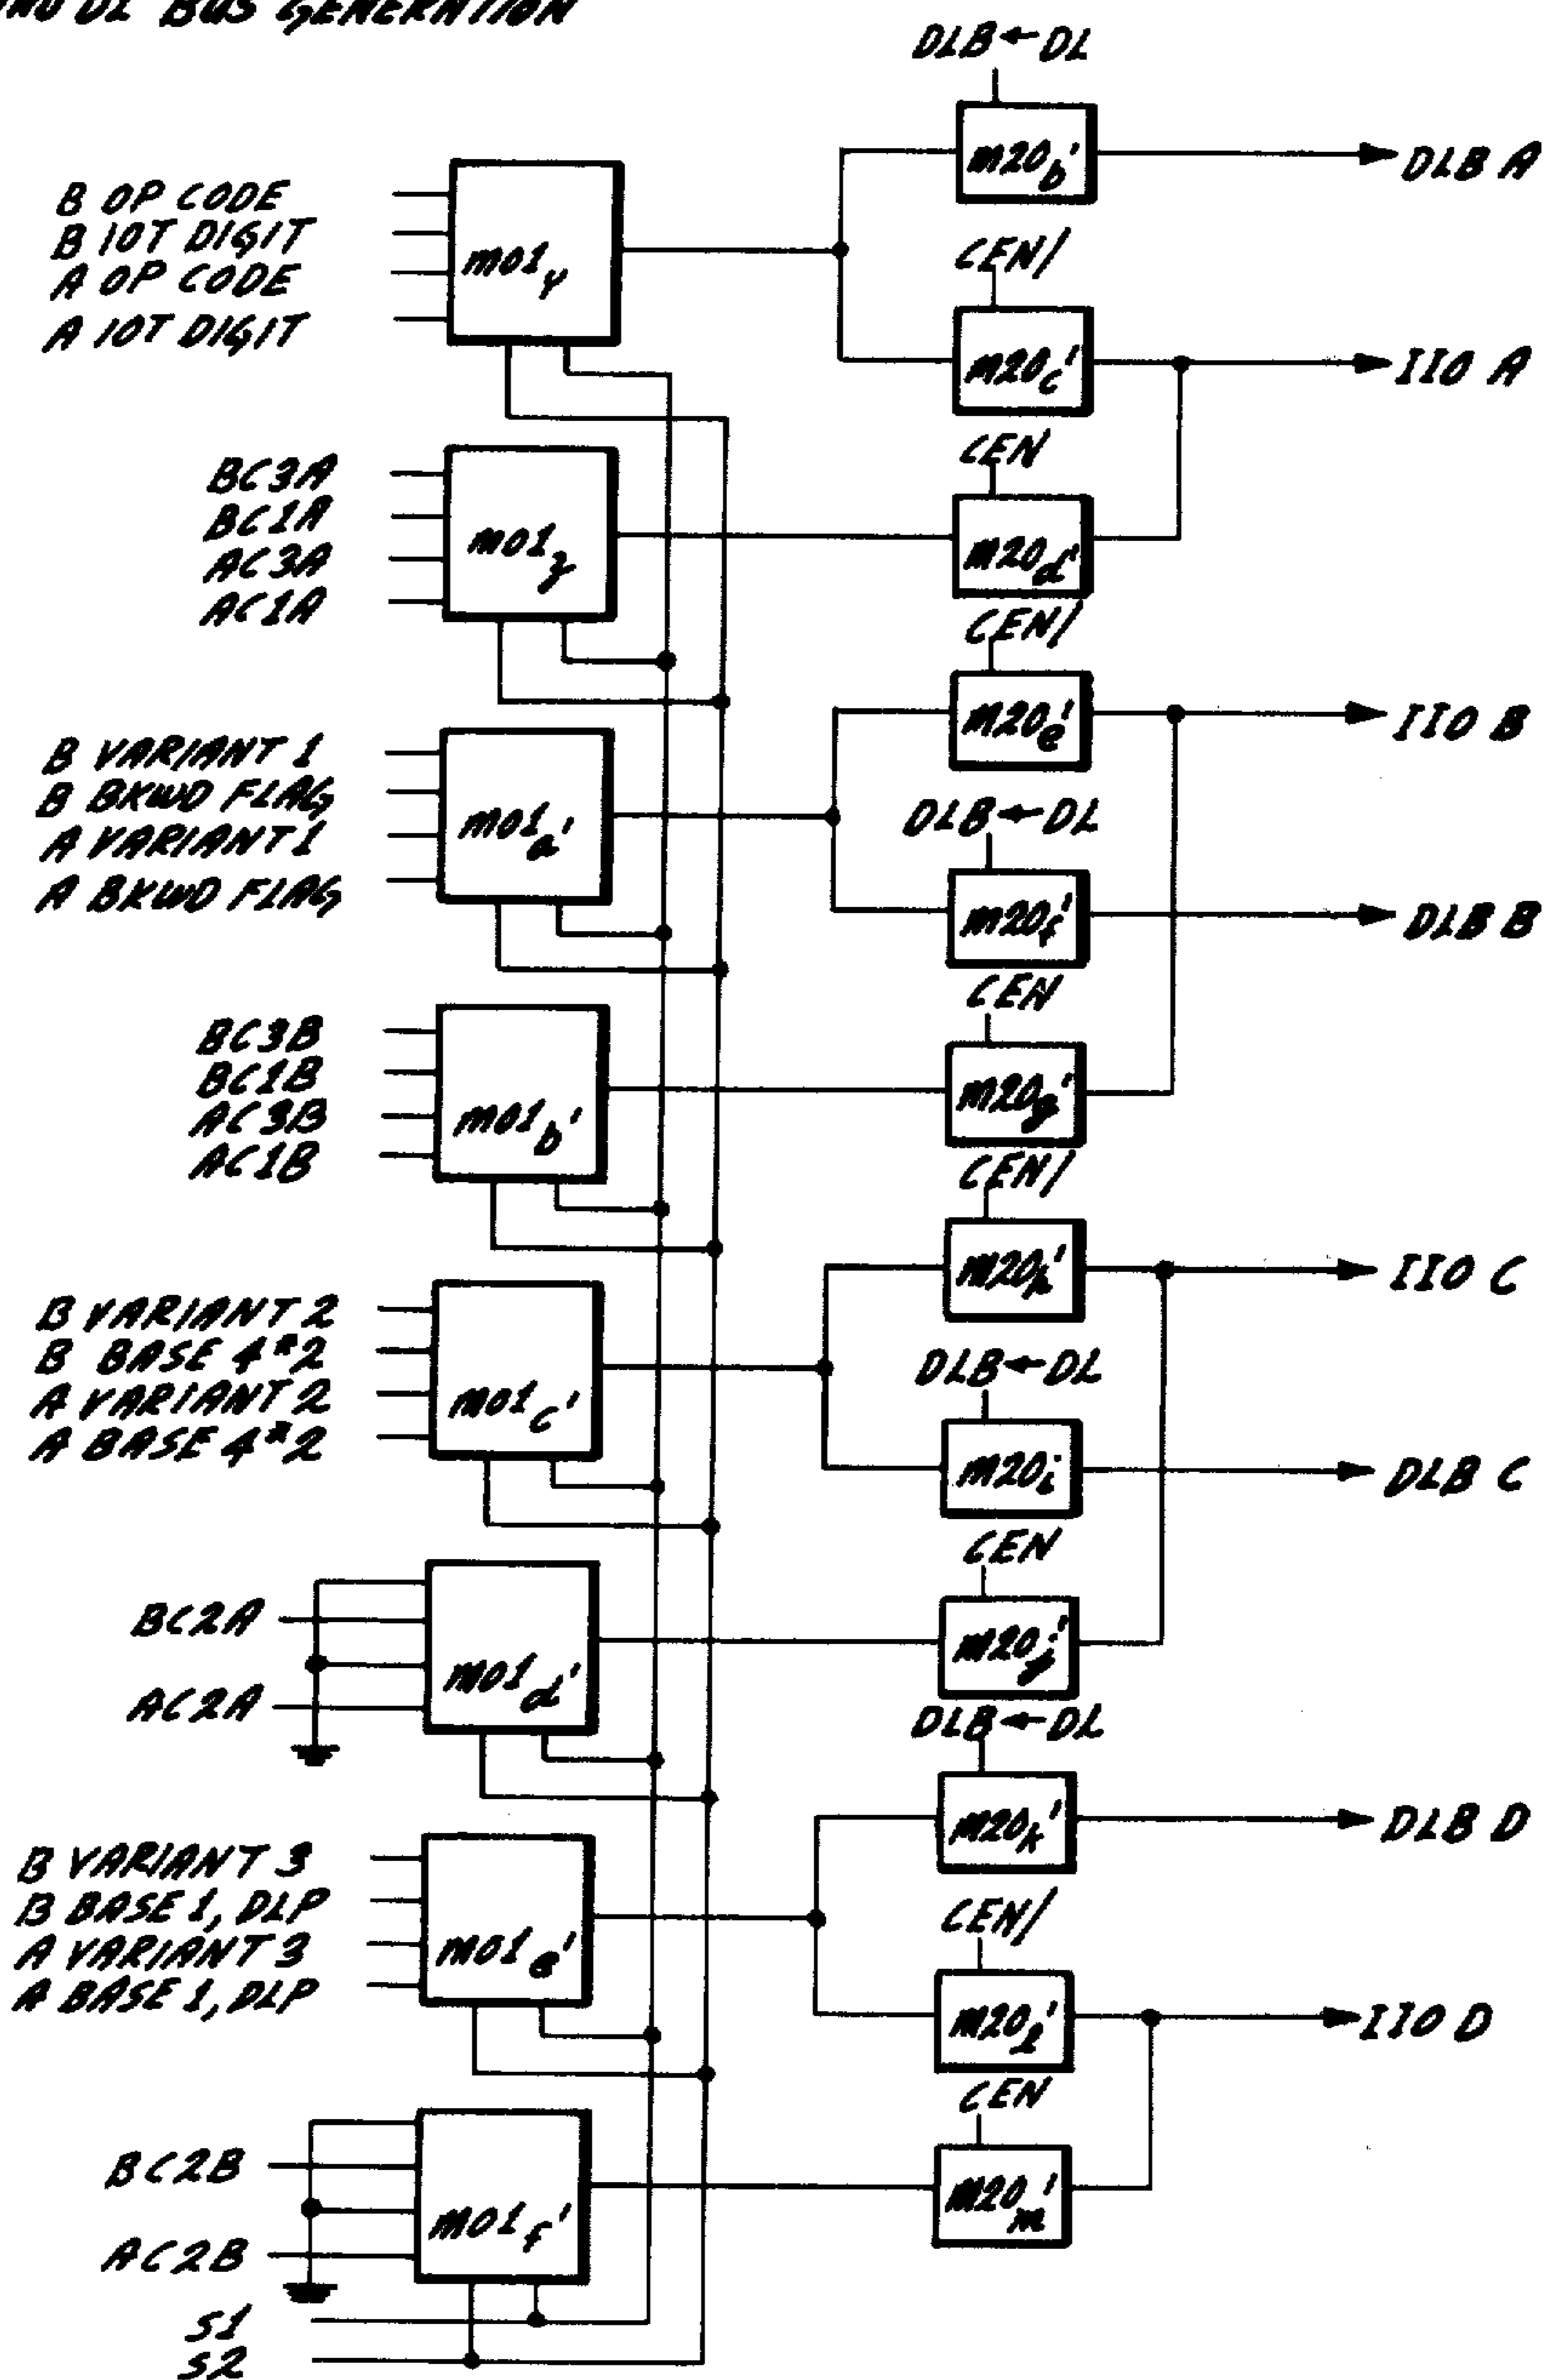 DL BUS GENERATION
DLB←DL
m20b'
DLB A
B OP CODE
B IOT DIGIT
A OP CODE
A IOT DIGIT
m01y
CEN/
m20c'
IIO A
CEN
BC3A
BC1A
AC3A
AC1A
m01z
m20d'
CEN/
m20e'
IIO B
B VARIANT 1
B BKWD FLAG
A VARIANT 1
A BKWD FLAG
m01a'
DLB←DL
m20f'
DLB B
CEN
BC3B
BC1B
AC3B
AC1B
m01b'
m20g'
CEN/
m20h'
IIO C
B VARIANT 2
B BASE 4*2
A VARIANT 2
A BASE 4*2
m01c'
DLB←DL
m20i'
DLB C
CEN
BC2A
AC2A
m01d'
m20j'
DLB←DL
m20k'
DLB D
B VARIANT 3
B BASE 1, DLP
A VARIANT 3
A BASE 1, DLP
m01e'
CEN/
m20l'
IIO D
CEN
BC2B
AC2B
m01f'
m20m'
S1
S2